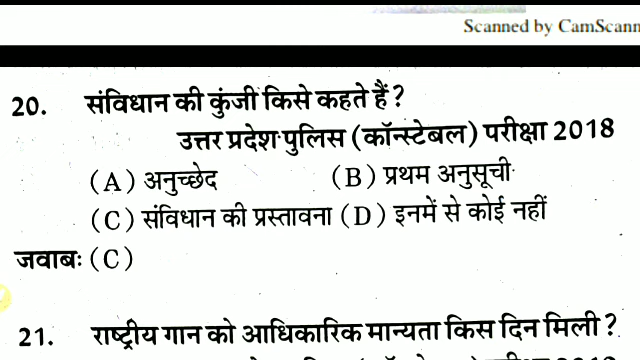 Scanned by CamScann
20. संविधान की कुंजी किसे कहते हैं?
उत्तर प्रदेश पुलिस (कॉन्स्टेबल) परीक्षा 2018
(A) अनुच्छेद (B) प्रथम अनुसूची
(C) संविधान की प्रस्तावना (D) इनमें से कोई नहीं
जवाबः (C)
21. राष्ट्रीय गान को आधिकारिक मान्यता किस दिन मिली?